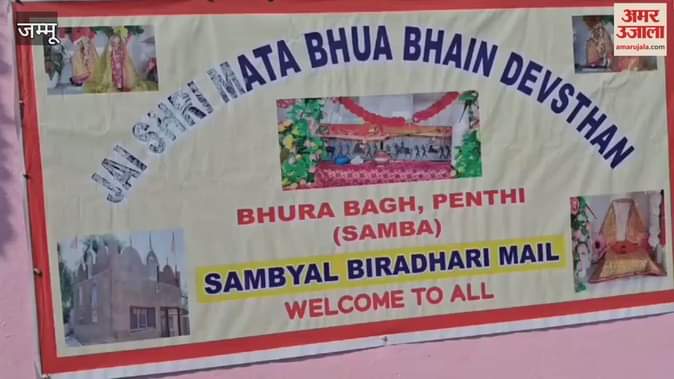 जम्मू
अमर उजाला
amarujala.com
JAI SHRI MATA BHUA BHAIN DEVSTHAN
BHURA BAGH, PENTHI
(SAMBA)
SAMBYAL BIRADHARI MAIL
WELCOME TO ALL